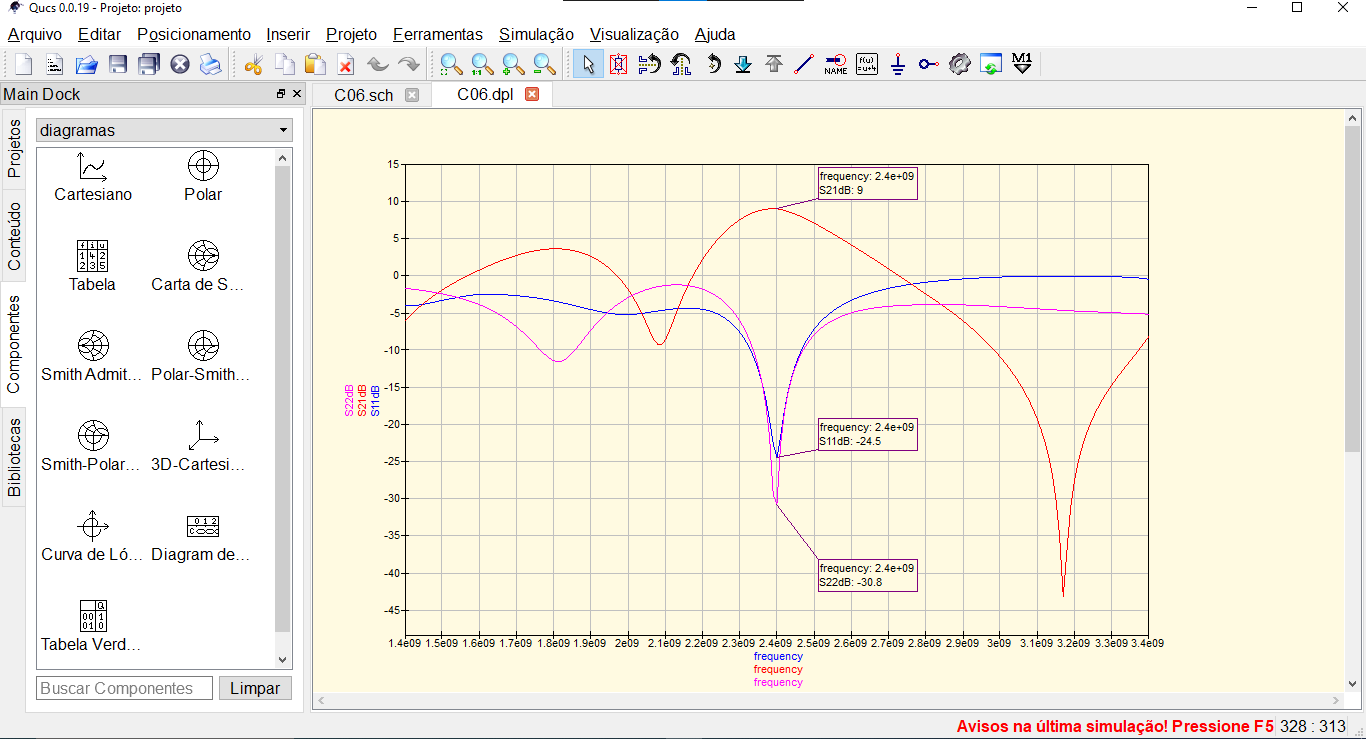 Qucs 0.0.19 - Projeto: projeto
Arquivo Editar Posicionamento Inserir Projeto Ferramentas Simulação Visualização Ajuda
1:1 NAME f(u) =u+4 M1
Main Dock
C06.sch C06.dpl
Projetos
Conteúdo
Componentes
Bibliotecas
diagramas
Cartesiano Polar
Tabela Carta de S...
Smith Admit... Polar-Smith...
Smith-Polar... 3D-Cartesi...
Curva de Ló... Diagram de...
Tabela Verd...
Buscar Componentes Limpar
15
10
5
0
-5
-10
-15
-20
-25
-30
-35
-40
-45
S22dB
S21dB
S11dB
frequency: 2.4e+09
S21dB: 9
frequency: 2.4e+09
S11dB: -24.5
frequency: 2.4e+09
S22dB: -30.8
1.4e09 1.5e09 1.6e09 1.7e09 1.8e09 1.9e09 2e09 2.1e09 2.2e09 2.3e09 2.4e09 2.5e09 2.6e09 2.7e09 2.8e09 2.9e09 3e09 3.1e09 3.2e09 3.3e09 3.4e09
frequency
frequency
frequency
Avisos na última simulação! Pressione F5 328 : 313